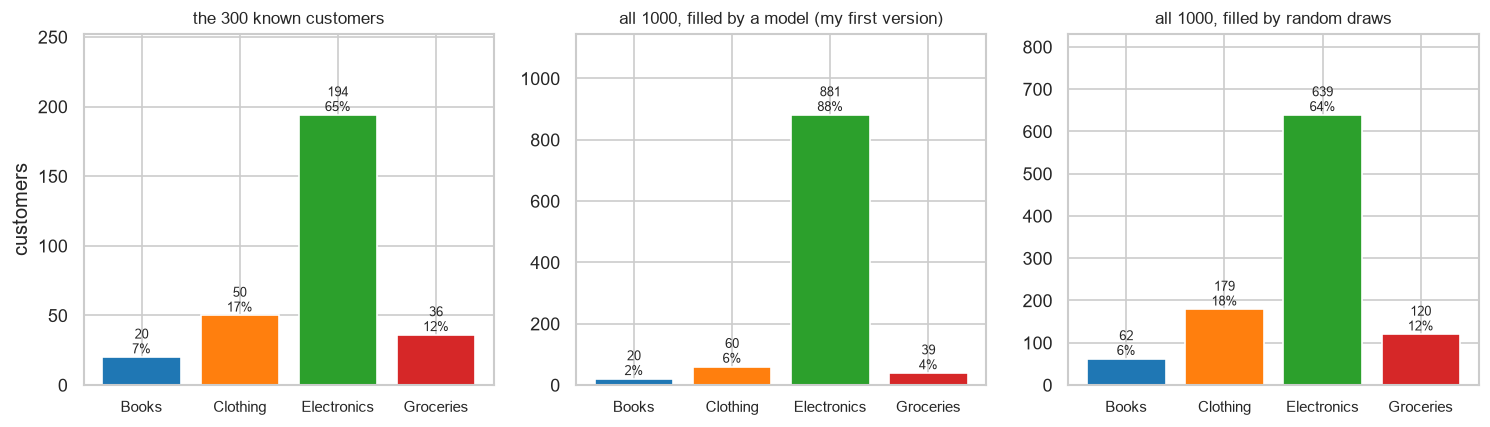 the 300 known customers
250
200
150
100
50
0
customers
20
7%
50
17%
194
65%
36
12%
Books
Clothing
Electronics
Groceries
all 1000, filled by a model (my first version)
1000
800
600
400
200
0
20
2%
60
6%
881
88%
39
4%
Books
Clothing
Electronics
Groceries
all 1000, filled by random draws
800
700
600
500
400
300
200
100
0
62
6%
179
18%
639
64%
120
12%
Books
Clothing
Electronics
Groceries